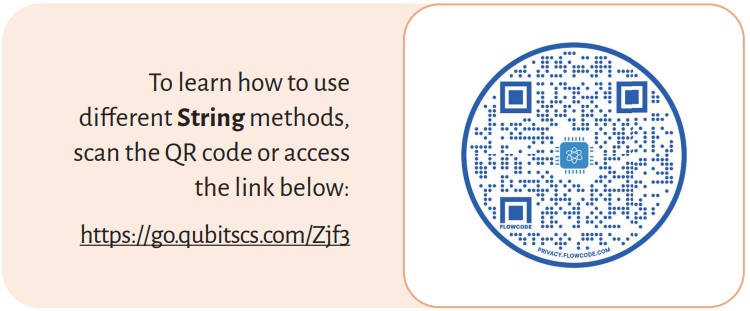 To learn how to use
different String methods,
scan the QR code or access
the link below:
https://go.qubitscs.com/Zjf3
FLOWCODE
PRIVACY.FLOWCODE.COM